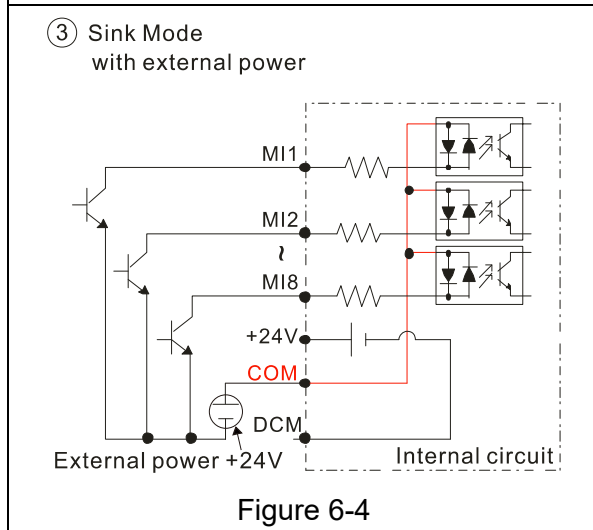 ③ Sink Mode
with external power
MI1
MI2
~
MI8
+24V
COM
DCM
External power +24V
Internal circuit
Figure 6-4